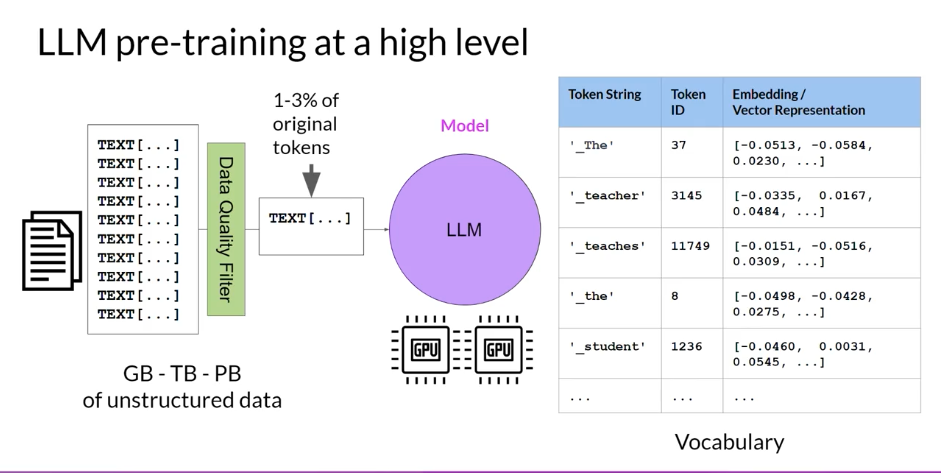 LLM pre-training at a high level
TEXT[...]
TEXT[...]
TEXT[...]
TEXT[...]
TEXT[...]
TEXT[...]
TEXT[...]
TEXT[...]
TEXT[...]
TEXT[...]
GB - TB - PB
of unstructured data
Data Quality Filter
1-3% of
original
tokens
TEXT[...]
Model
LLM
GPU
GPU
Token String Token ID Embedding / Vector Representation
'_The' 37 [-0.0513, -0.0584,
0.0230, ...]
'_teacher' 3145 [-0.0335, 0.0167,
0.0484, ...]
'_teaches' 11749 [-0.0151, -0.0516,
0.0309, ...]
'_the' 8 [-0.0498, -0.0428,
0.0275, ...]
'_student' 1236 [-0.0460, 0.0031,
0.0545, ...]
... ... ...
Vocabulary